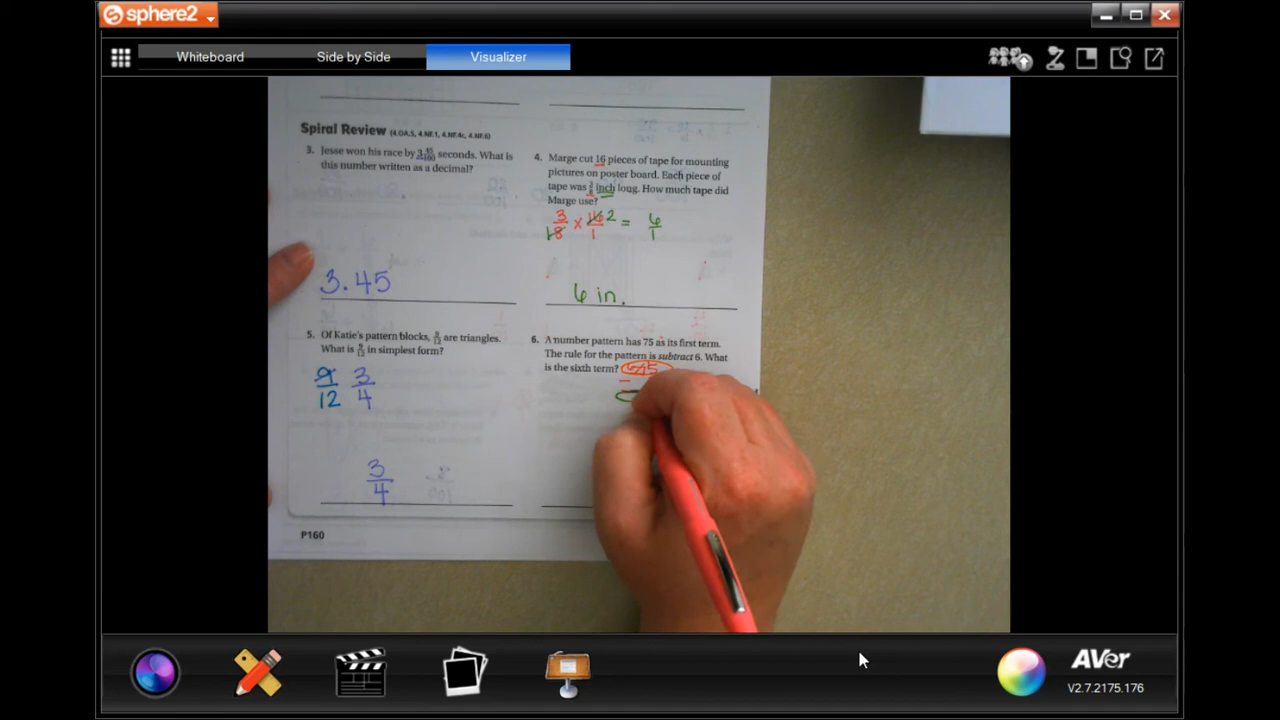 sphere2
Whiteboard
Side by Side
Visualizer
Spiral Review (4.OA.5, 4.NF.1, 4.NF.4c, 4.NF.6)
3. Jesse won his race by 3 45/100 seconds. What is
this number written as a decimal?
3.45
4. Marge cut 16 pieces of tape for mounting
pictures on poster board. Each piece of
tape was 3/8 inch long. How much tape did
Marge use?
3/8 x 16/1 2 = 6/1
1
6 in.
5. Of Katie's pattern blocks, 9/12 are triangles.
What is 9/12 in simplest form?
9/12 3/4
3/4
6. A number pattern has 75 as its first term.
The rule for the pattern is subtract 6. What
is the sixth term?
P160
AVer
V2.7.2175.176